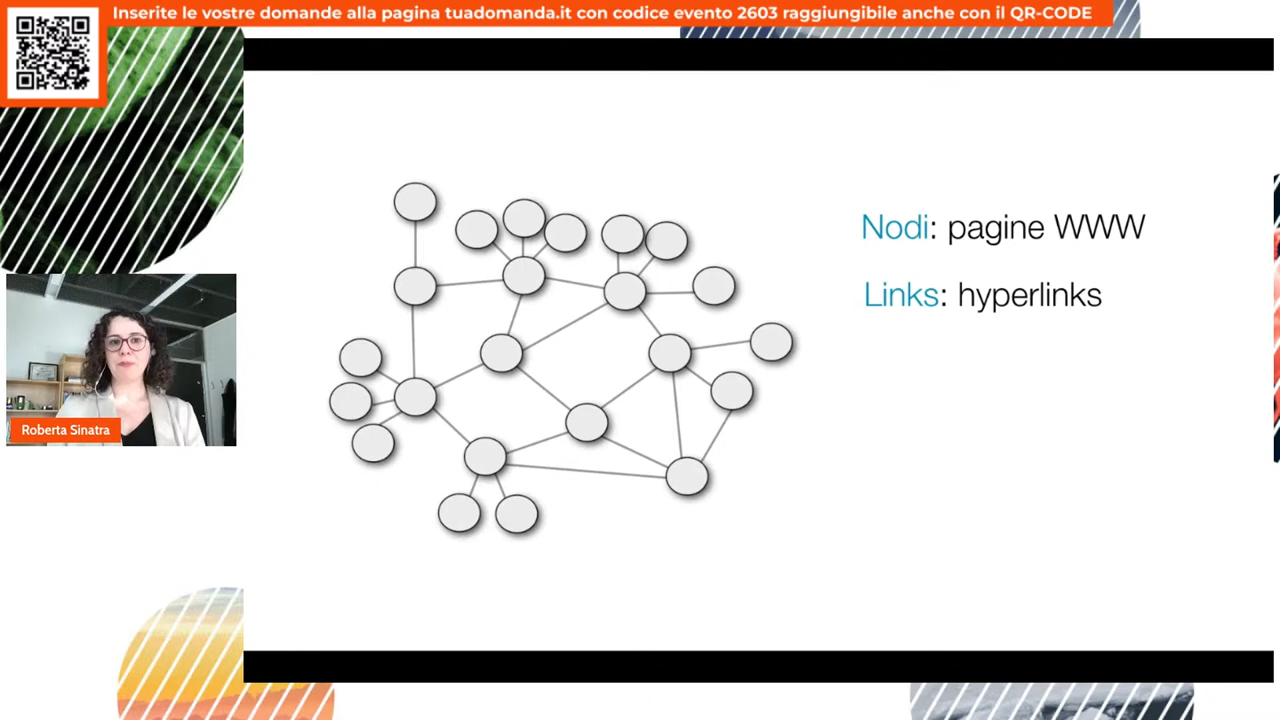 Inserite le vostre domande alla pagina tuadomanda.it con codice evento 2603 raggiungibile anche con il QR-CODE
Nodi: pagine WWW
Links: hyperlinks
Roberta Sinatra